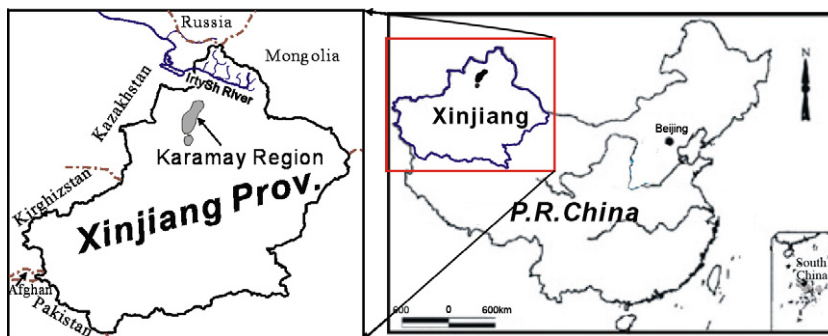 Russia
Mongolia
Kazakhstan
IrtySh River
Karamay Region
Kirghizstan
Xinjiang Prov.
Afghan
Pakistan
Xinjiang
N
Beijing
P.R.China
South
China
600
0
600km